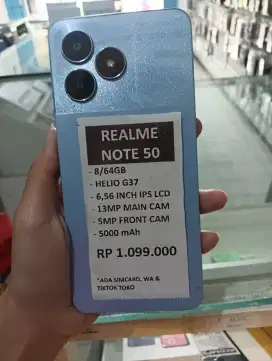 REALME
NOTE 50
- 8/64GB
- HELIO G37
- 6,56 INCH IPS LCD
- 13MP MAIN CAM
- 5MP FRONT CAM
- 5000 mAh
RP 1.099.000
*ADA SIMCARD, WA &
TIKTOK TOKO